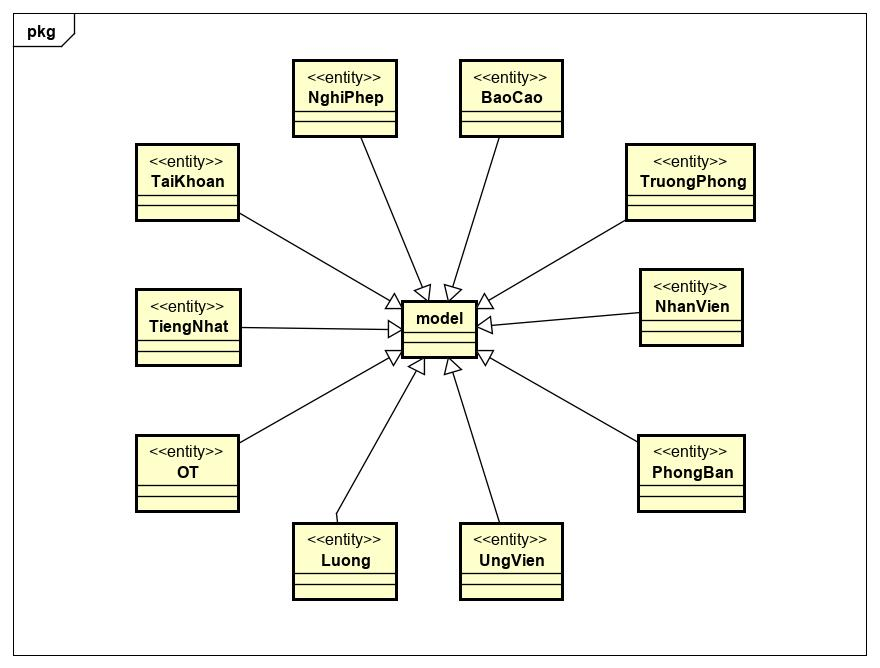 pkg
<<entity>>
NghiPhep
<<entity>>
BaoCao
<<entity>>
TaiKhoan
<<entity>>
TruongPhong
<<entity>>
TiengNhat
model
<<entity>>
NhanVien
<<entity>>
OT
<<entity>>
PhongBan
<<entity>>
Luong
<<entity>>
UngVien